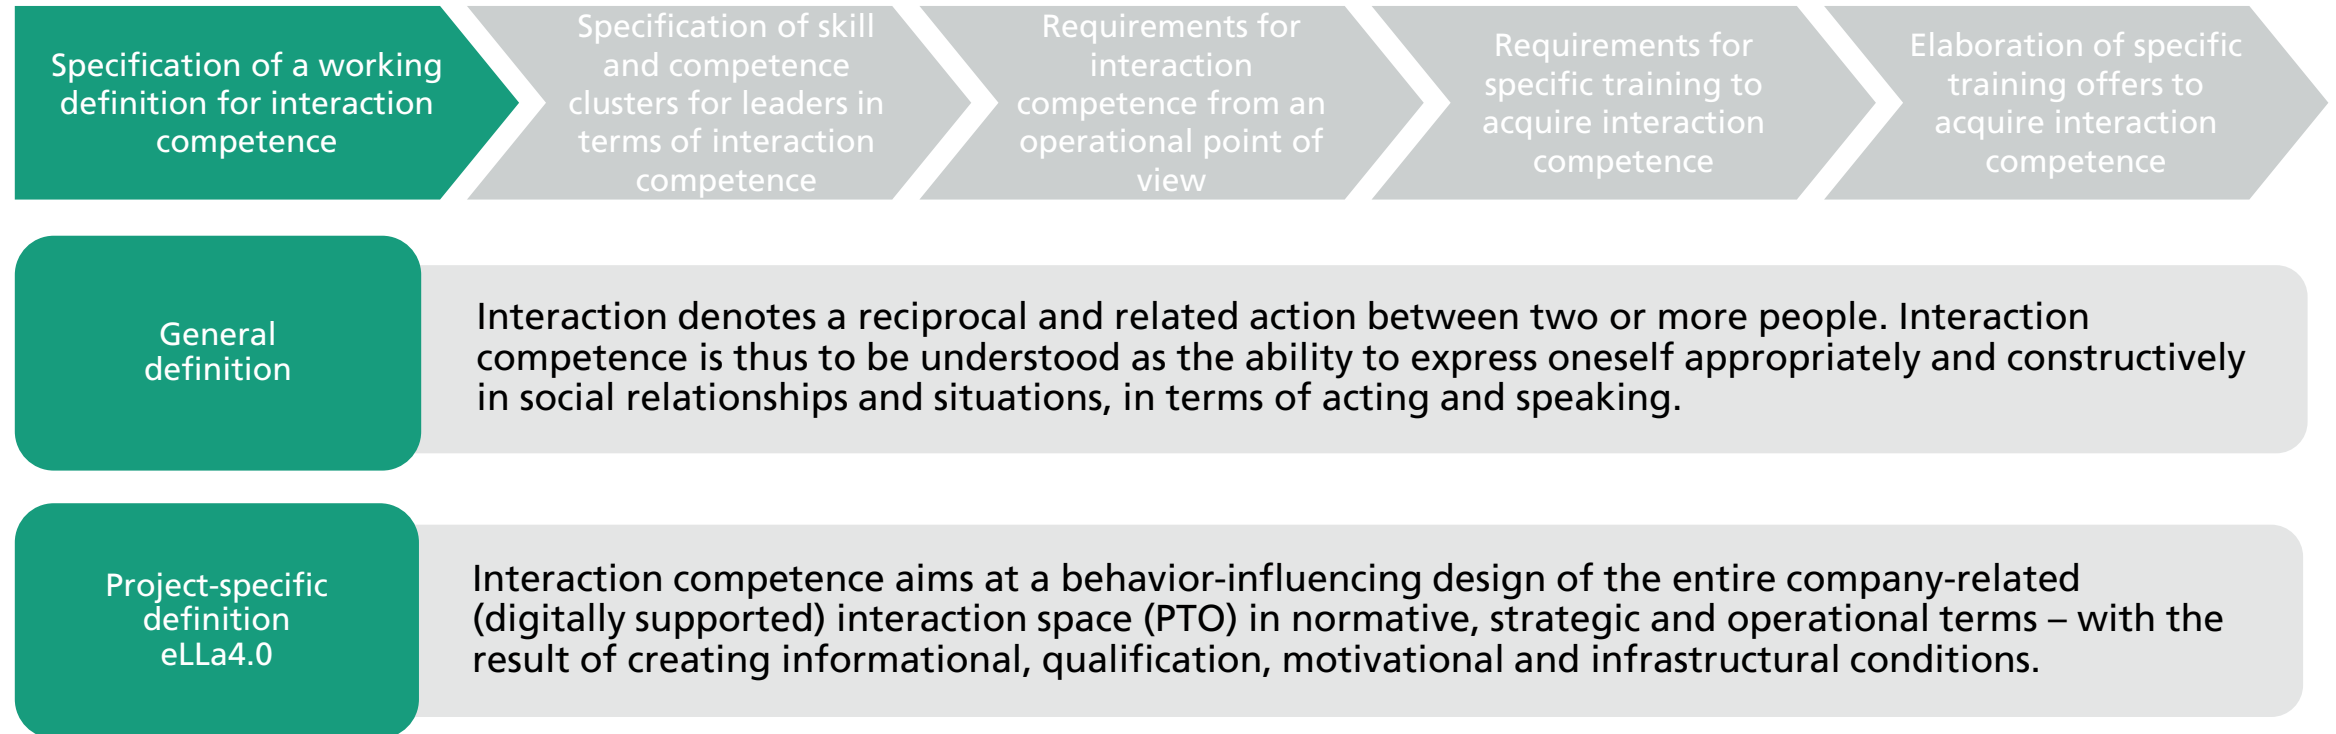 Specification of a working
definition for interaction
competence
Specification of skill
and competence
clusters for leaders in
terms of interaction
competence
Requirements for
interaction
competence from an
operational point of
view
Requirements for
specific training to
acquire interaction
competence
Elaboration of specific
training offers to
acquire interaction
competence
General
definition
Interaction denotes a reciprocal and related action between two or more people. Interaction
competence is thus to be understood as the ability to express oneself appropriately and constructively
in social relationships and situations, in terms of acting and speaking.
Project-specific
definition
eLLa4.0
Interaction competence aims at a behavior-influencing design of the entire company-related
(digitally supported) interaction space (PTO) in normative, strategic and operational terms – with the
result of creating informational, qualification, motivational and infrastructural conditions.